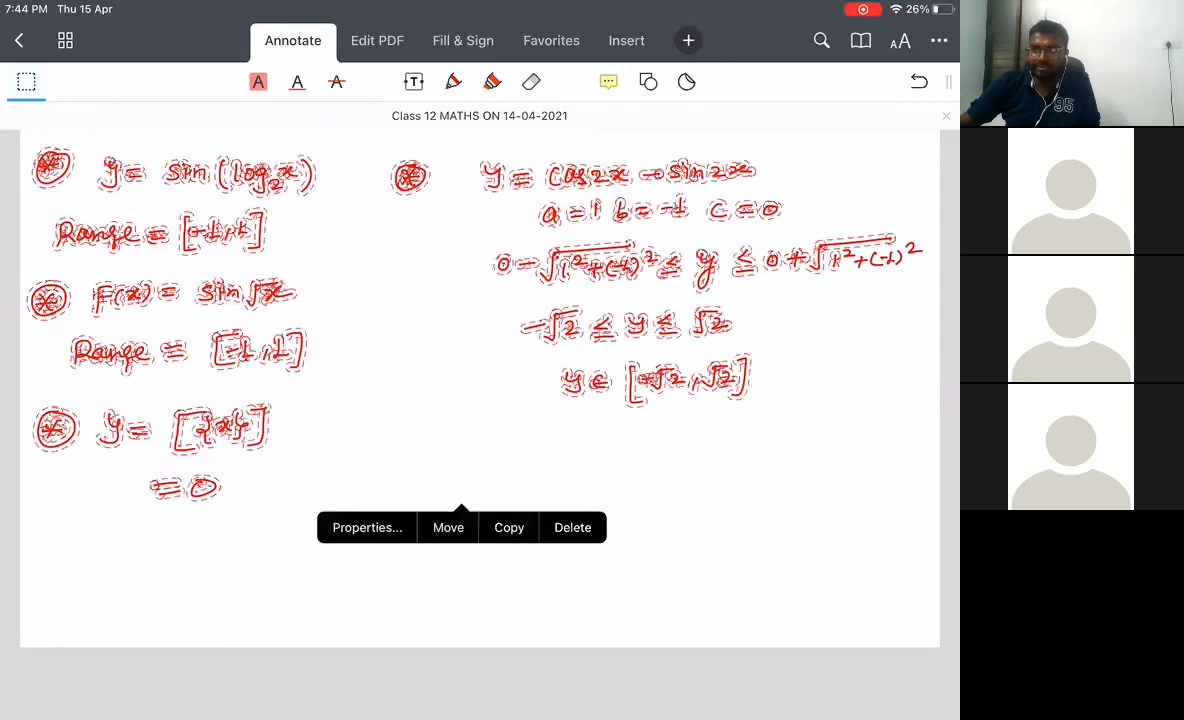 7:44 PM Thu 15 Apr
26%
Annotate Edit PDF Fill & Sign Favorites Insert
Class 12 MATHS ON 14-04-2021
y = sin(log₂x)
Range = [-1,1]
F(x) = sin√x
Range = [-1,1]
y = [{x}]
= 0
y = cos2x - sin2x
a = 1 b = -1 c = 0
0 - √1² + (-1)² ≤ y ≤ 0 + √1² + (-1)²
-√2 ≤ y ≤ √2
y ∈ [-√2, √2]
Properties... Move Copy Delete
95